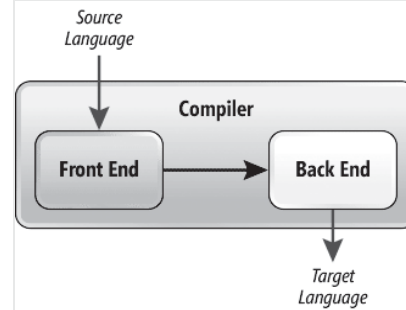 Source
Language
Compiler
Front End
Back End
Target
Language